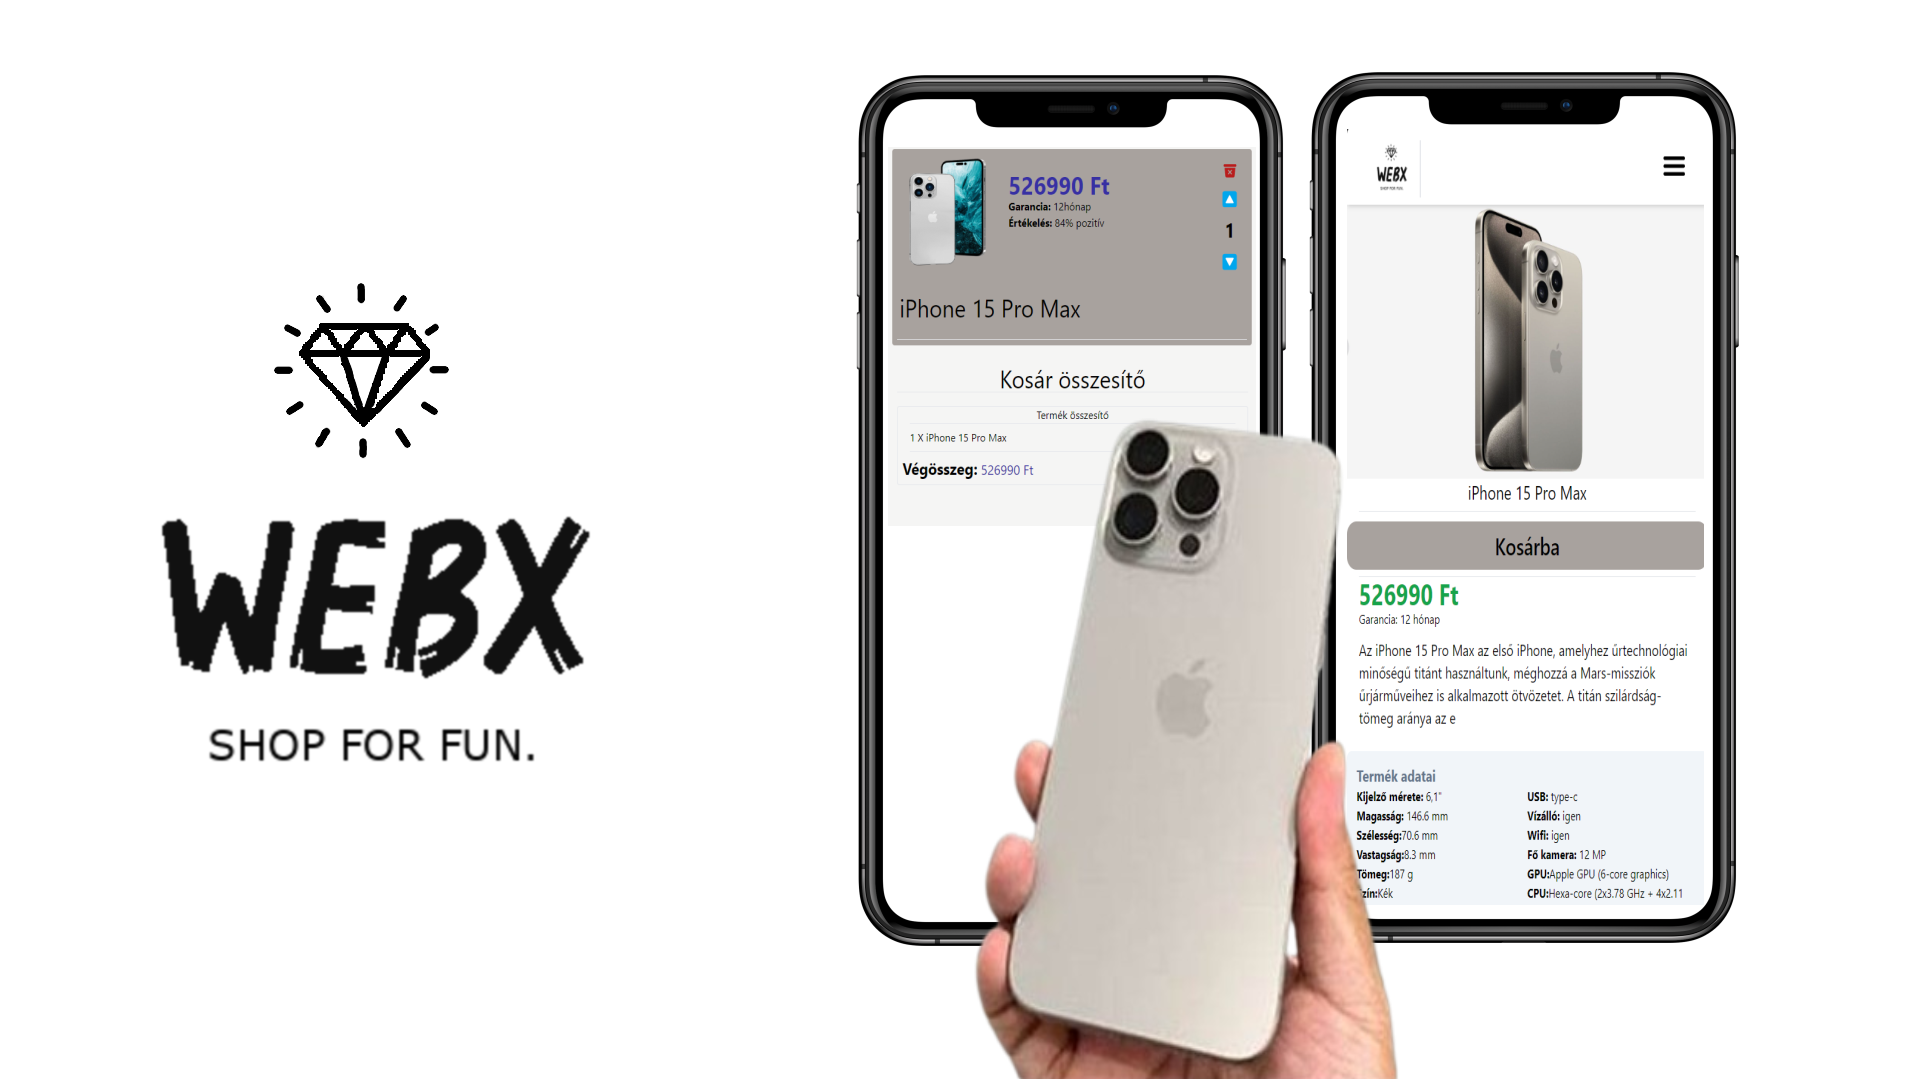 WEBX
SHOP FOR FUN.
526990 Ft
Garancia: 12hónap
Értékelés: 84% pozitív
1
iPhone 15 Pro Max
Kosár összesítő
Termék összesítő
1 X iPhone 15 Pro Max
Végösszeg: 526990 Ft
WEBX
SHOP FOR FUN.
iPhone 15 Pro Max
Kosárba
526990 Ft
Garancia: 12 hónap
Az iPhone 15 Pro Max az első iPhone, amelyhez űrtechnológiai
minőségű titánt használtunk, méghozzá a Mars-missziók
űrjárműveihez is alkalmazott ötvözetet. A titán szilárdság-
tömeg aránya az e
Termék adatai
Kijelző mérete: 6,1"
USB: type-c
Magasság: 146.6 mm
Vízálló: igen
Szélesség:70.6 mm
Wifi: igen
Vastagság:8.3 mm
Fő kamera: 12 MP
Tömeg:187 g
GPU:Apple GPU (6-core graphics)
zín:Kék
CPU:Hexa-core (2x3.78 GHz + 4x2.11